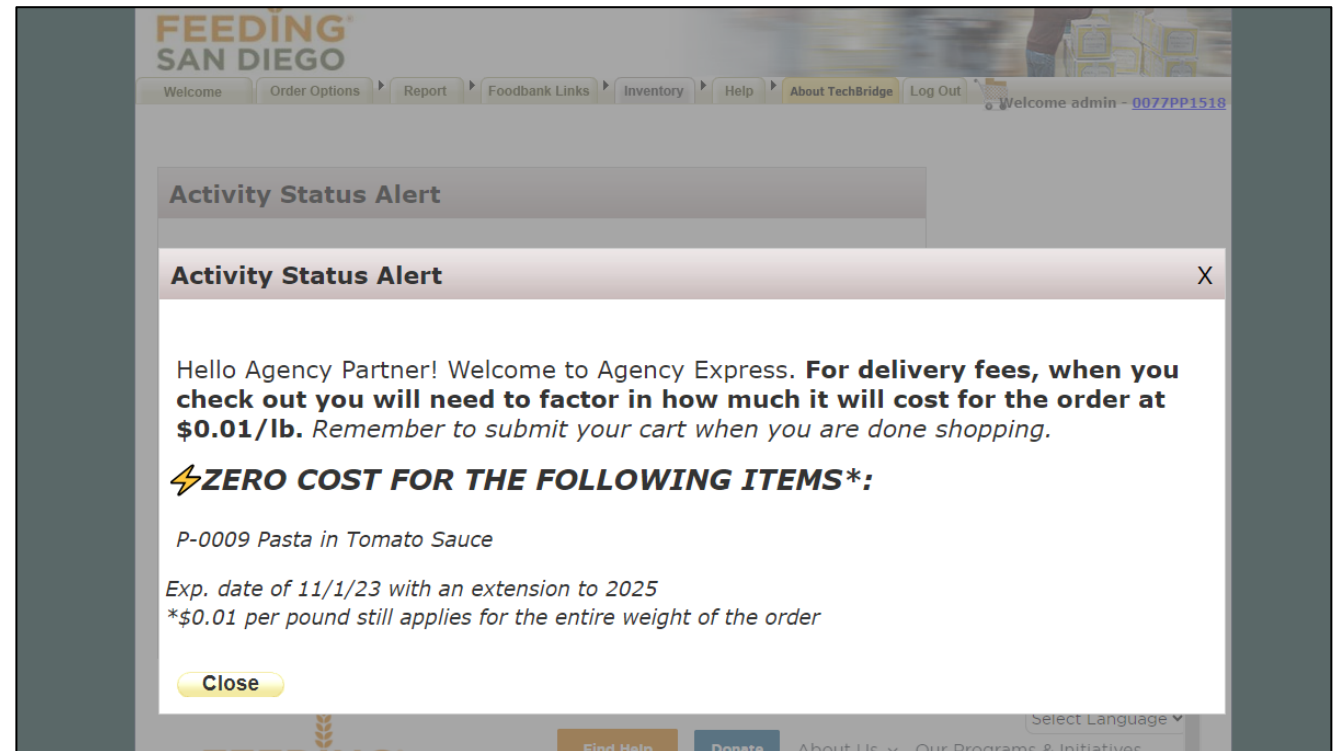 FEEDING
SAN DIEGO
Welcome Order Options Report Foodbank Links Inventory Help About TechBridge Log Out Welcome admin - 0077PP1518
Activity Status Alert
Activity Status Alert X
Hello Agency Partner! Welcome to Agency Express. For delivery fees, when you
check out you will need to factor in how much it will cost for the order at
$0.01/lb. Remember to submit your cart when you are done shopping.
⚡ZERO COST FOR THE FOLLOWING ITEMS*:
P-0009 Pasta in Tomato Sauce
Exp. date of 11/1/23 with an extension to 2025
*$0.01 per pound still applies for the entire weight of the order
Close
Select Language
FEEDING Find Help Donate About Us Our Programs & Initiatives